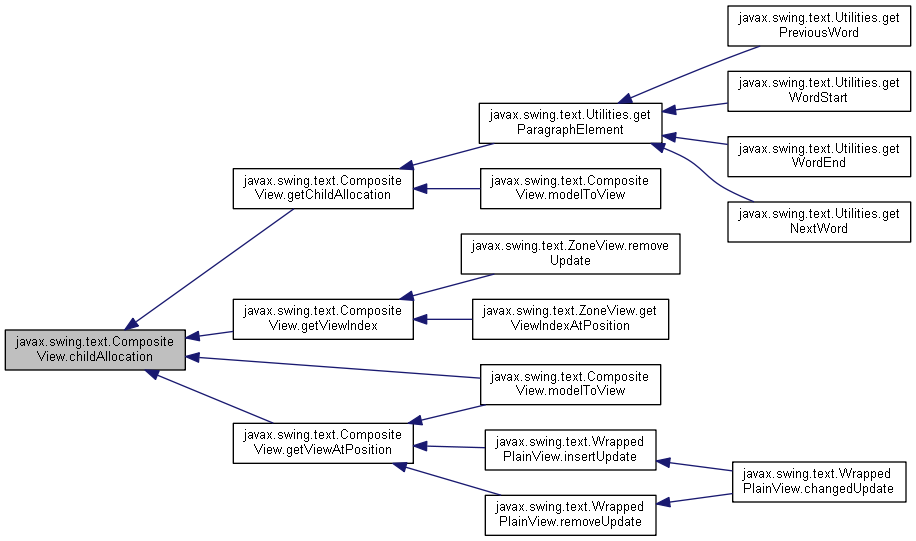 javax.swing.text.Utilities.get
PreviousWord
javax.swing.text.Utilities.get
WordStart
javax.swing.text.Utilities.get
ParagraphElement
javax.swing.text.Utilities.get
WordEnd
javax.swing.text.Composite
View.getChildAllocation
javax.swing.text.Composite
View.modelToView
javax.swing.text.Utilities.get
NextWord
javax.swing.text.ZoneView.remove
Update
javax.swing.text.Composite
View.getViewIndex
javax.swing.text.ZoneView.get
ViewIndexAtPosition
javax.swing.text.Composite
View.childAllocation
javax.swing.text.Composite
View.modelToView
javax.swing.text.Composite
View.getViewAtPosition
javax.swing.text.Wrapped
PlainView.insertUpdate
javax.swing.text.Wrapped
PlainView.changedUpdate
javax.swing.text.Wrapped
PlainView.removeUpdate